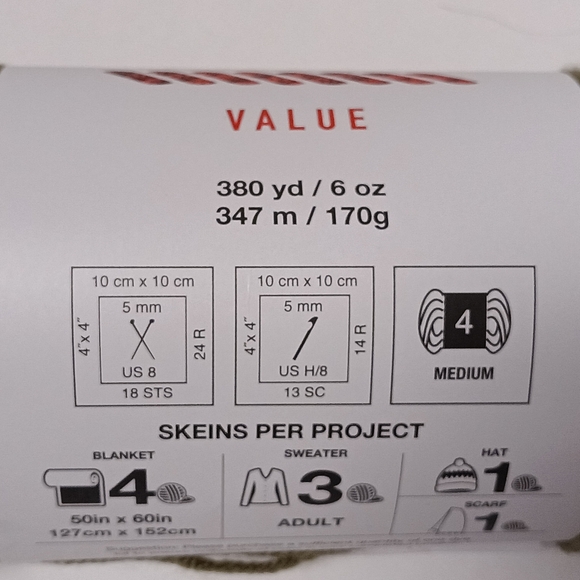 VALUE
380 yd / 6 oz
347 m / 170g
10 cm x 10 cm
5 mm
4"x 4"
24 R
US 8
18 STS
10 cm x 10 cm
5 mm
4"x 4"
14 R
US H/8
13 SC
4
MEDIUM
SKEINS PER PROJECT
BLANKET
4
50in x 60in
127cm x 152cm
SWEATER
3
ADULT
HAT
1
SCARF
1